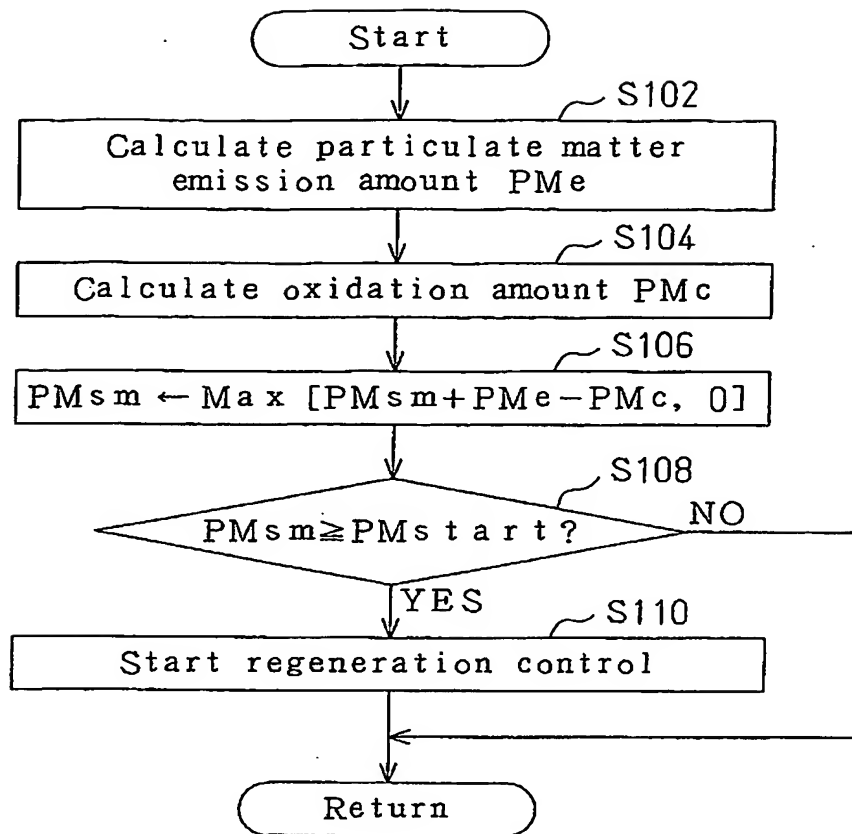 Start
S102
Calculate particulate matter
emission amount PMe
S104
Calculate oxidation amount PMc
S106
PMsm ← Max [PMsm+PMe−PMc, 0]
S108
PMsm≧PMstart?
NO
YES
S110
Start regeneration control
Return